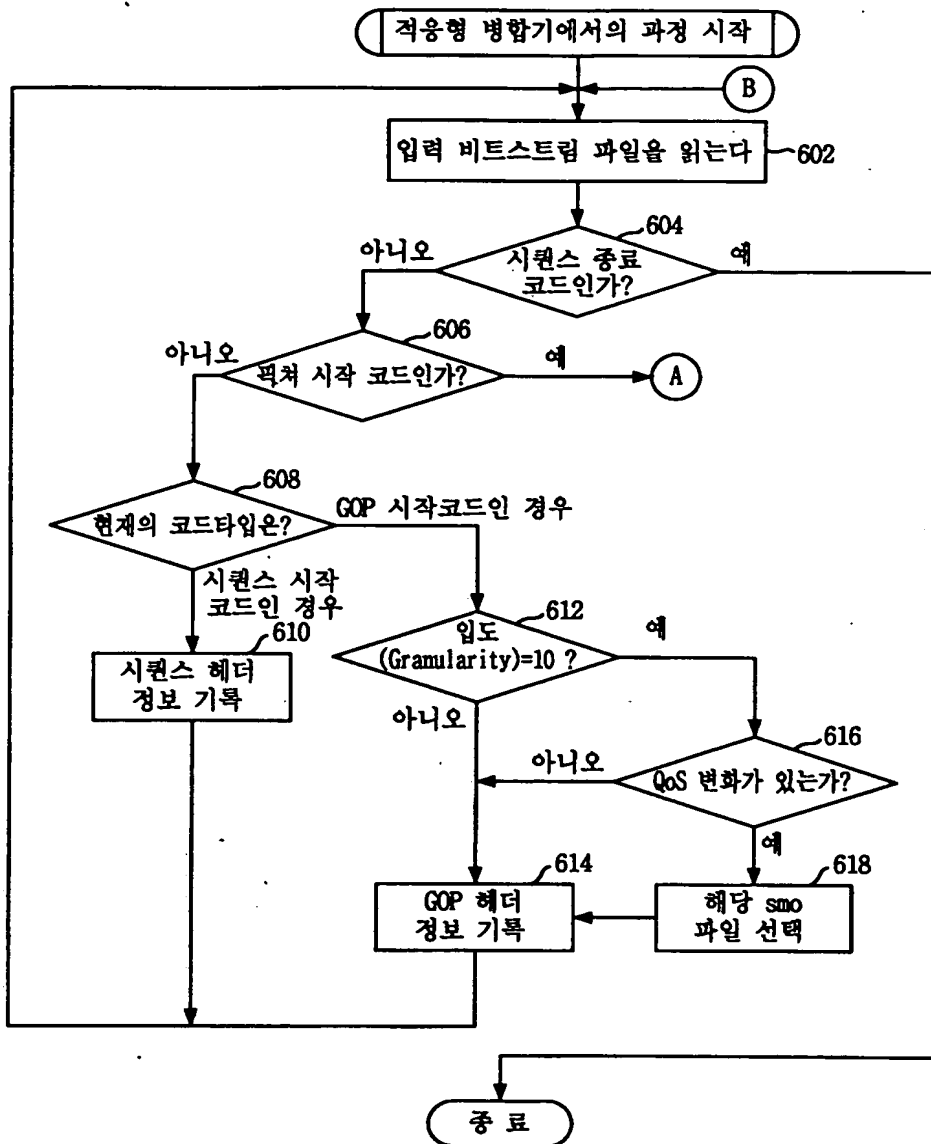 적응형 병합기에서의 과정 시작
B
입력 비트스트림 파일을 읽는다
602
604
아니오
시퀀스 종료
코드인가?
예
606
아니오
픽쳐 시작 코드인가?
예
A
608
현재의 코드타입은?
GOP 시작코드인 경우
시퀀스 시작
코드인 경우
610
시퀀스 헤더
정보 기록
612
입도
(Granularity)=10 ?
예
아니오
616
아니오
QoS 변화가 있는가?
예
614
GOP 헤더
정보 기록
618
해당 smo
파일 선택
종 료